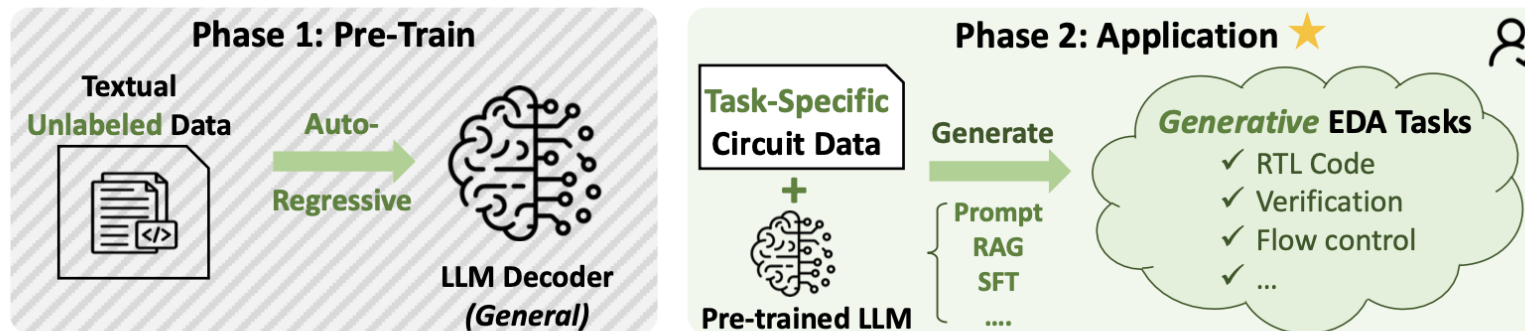 Phase 1: Pre-Train
Textual
Unlabeled Data
</>
Auto-
Regressive
LLM Decoder
(General)
Phase 2: Application
Task-Specific
Circuit Data
+
Pre-trained LLM
Generate
Prompt
RAG
SFT
....
Generative EDA Tasks
✓ RTL Code
✓ Verification
✓ Flow control
✓ ...